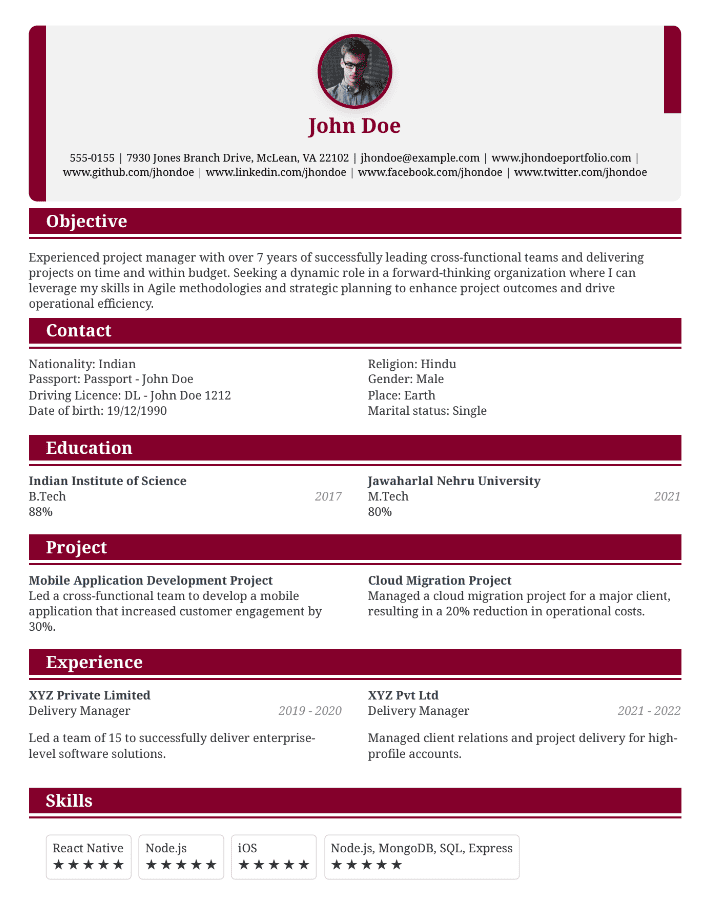 John Doe
555-0155 | 7930 Jones Branch Drive, McLean, VA 22102 | jhondoe@example.com | www.jhondoeportfolio.com |
www.github.com/jhondoe | www.linkedin.com/jhondoe | www.facebook.com/jhondoe | www.twitter.com/jhondoe
Objective
Experienced project manager with over 7 years of successfully leading cross-functional teams and delivering
projects on time and within budget. Seeking a dynamic role in a forward-thinking organization where I can
leverage my skills in Agile methodologies and strategic planning to enhance project outcomes and drive
operational efficiency.
Contact
Nationality: Indian
Passport: Passport - John Doe
Driving Licence: DL - John Doe 1212
Date of birth: 19/12/1990
Religion: Hindu
Gender: Male
Place: Earth
Marital status: Single
Education
Indian Institute of Science
B.Tech 2017
88%
Jawaharlal Nehru University
M.Tech 2021
80%
Project
Mobile Application Development Project
Led a cross-functional team to develop a mobile
application that increased customer engagement by
30%.
Cloud Migration Project
Managed a cloud migration project for a major client,
resulting in a 20% reduction in operational costs.
Experience
XYZ Private Limited
Delivery Manager 2019 - 2020
Led a team of 15 to successfully deliver enterprise-
level software solutions.
XYZ Pvt Ltd
Delivery Manager 2021 - 2022
Managed client relations and project delivery for high-
profile accounts.
Skills
React Native
★★★★★
Node.js
★★★★★
iOS
★★★★★
Node.js, MongoDB, SQL, Express
★★★★★